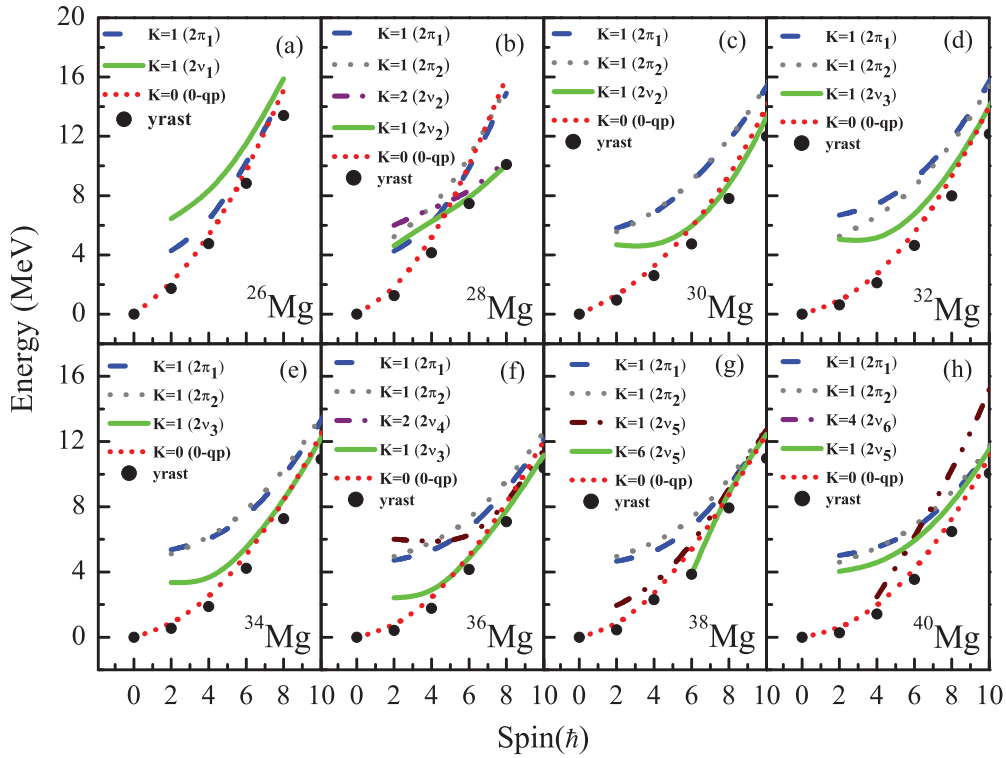 20
16
12
8
4
0
16
12
8
4
0
Energy (MeV)
K=1 (2π₁)
K=1 (2ν₁)
K=0 (0-qp)
yrast
(a)
²⁶Mg
K=1 (2π₁)
K=1 (2π₂)
K=2 (2ν₂)
K=1 (2ν₂)
K=0 (0-qp)
yrast
(b)
²⁸Mg
K=1 (2π₁)
K=1 (2π₂)
K=1 (2ν₂)
K=0 (0-qp)
yrast
(c)
³⁰Mg
K=1 (2π₁)
K=1 (2π₂)
K=1 (2ν₃)
K=0 (0-qp)
yrast
(d)
³²Mg
K=1 (2π₁)
K=1 (2π₂)
K=1 (2ν₃)
K=0 (0-qp)
yrast
(e)
³⁴Mg
K=1 (2π₁)
K=1 (2π₂)
K=2 (2ν₄)
K=1 (2ν₃)
K=0 (0-qp)
yrast
(f)
³⁶Mg
K=1 (2π₁)
K=1 (2π₂)
K=1 (2ν₅)
K=6 (2ν₅)
K=0 (0-qp)
yrast
(g)
³⁸Mg
K=1 (2π₁)
K=1 (2π₂)
K=4 (2ν₆)
K=1 (2ν₅)
K=0 (0-qp)
yrast
(h)
⁴⁰Mg
0 2 4 6 8 10 0 2 4 6 8 10 0 2 4 6 8 10 0 2 4 6 8 10
Spin(ℏ)